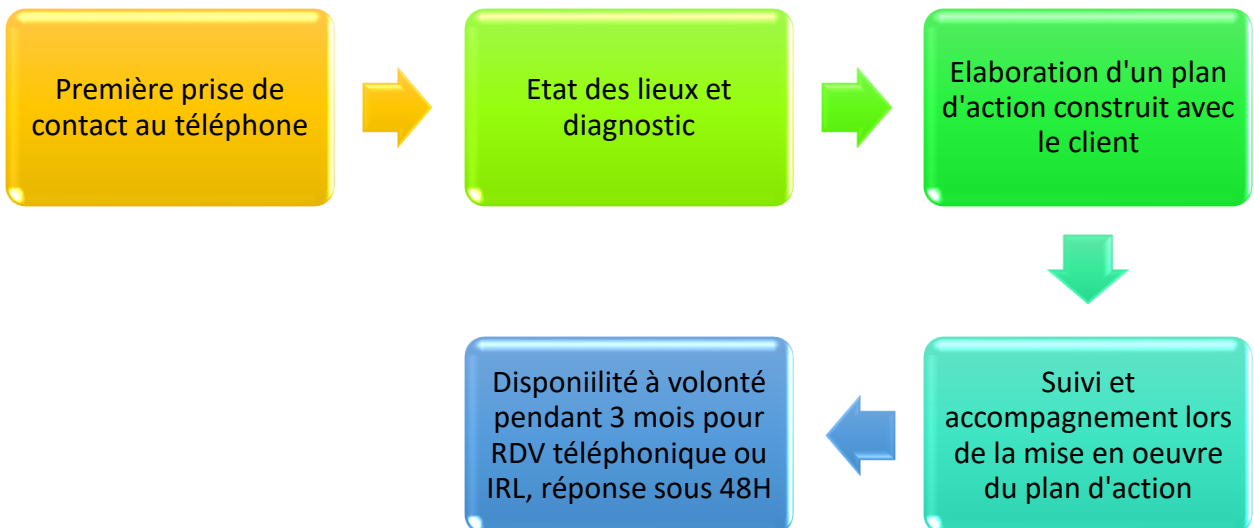 Première prise de
contact au téléphone
Etat des lieux et
diagnostic
Elaboration d'un plan
d'action construit avec
le client
Suivi et
accompagnement lors
de la mise en oeuvre
du plan d'action
Disponiilité à volonté
pendant 3 mois pour
RDV téléphonique ou
IRL, réponse sous 48H